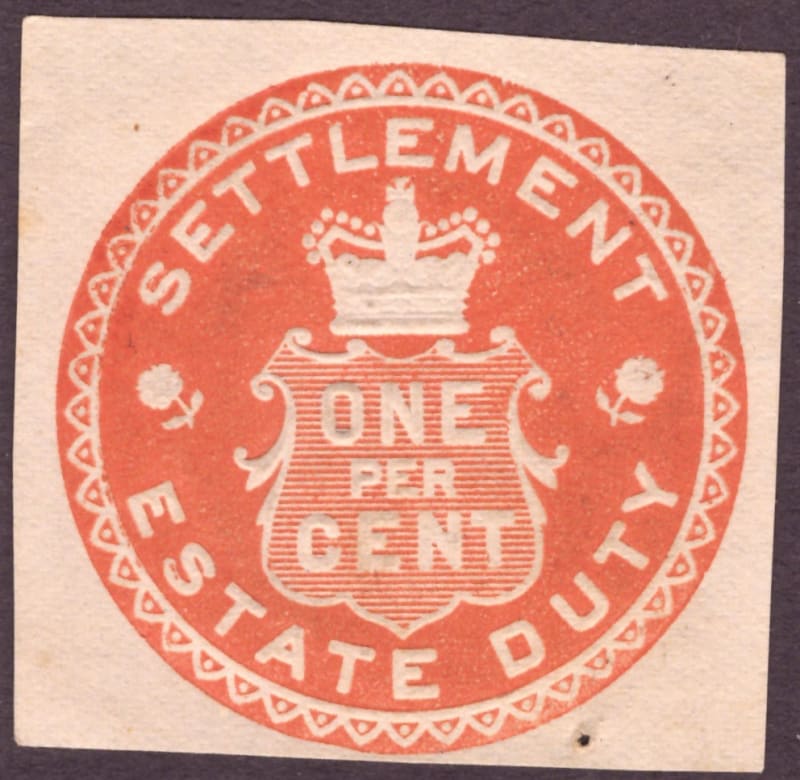 SETTLEMENT
ONE
PER
CENT
ESTATE DUTY